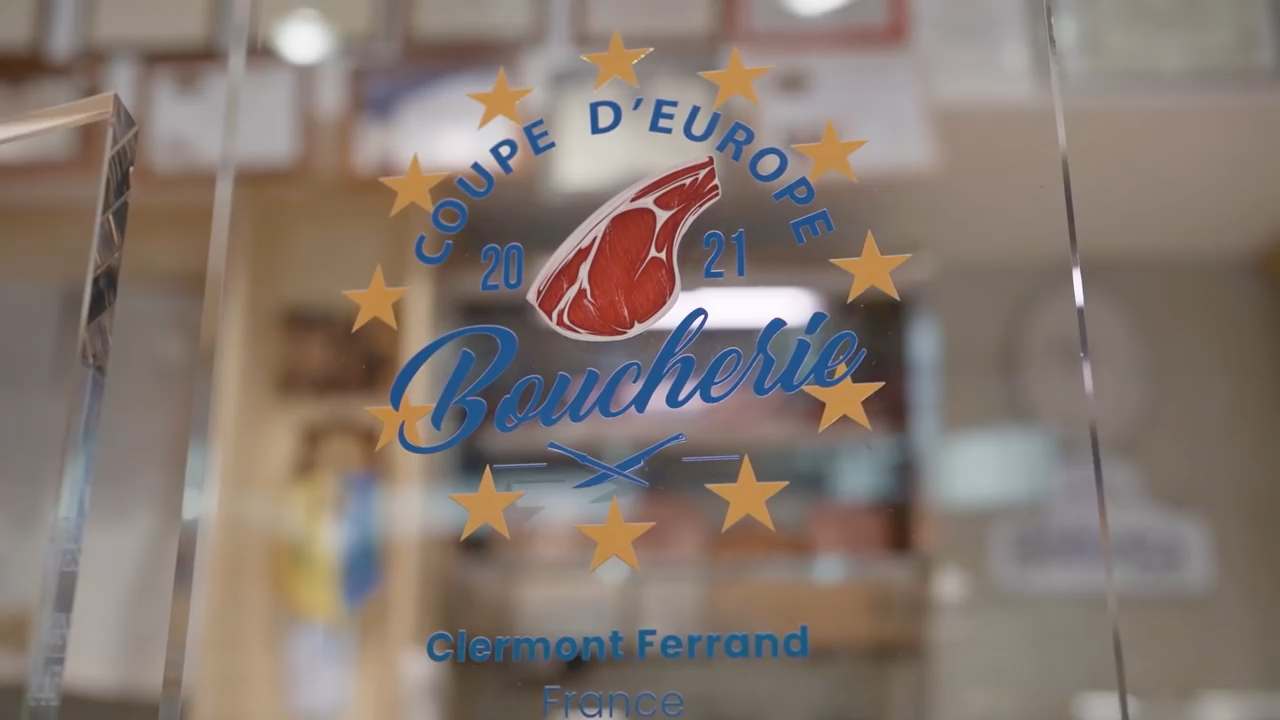 COUPE D'EUROPE
20 21
Boucherie
Clermont Ferrand
France